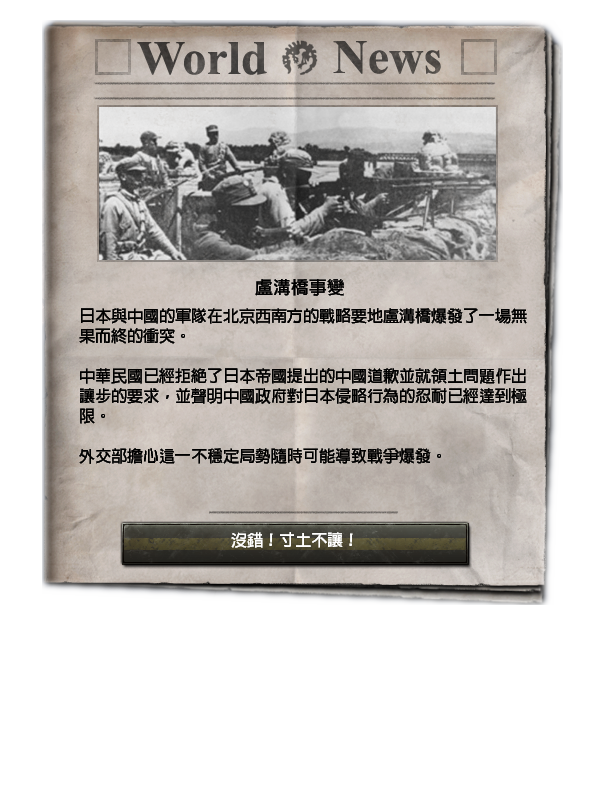 World News
盧溝橋事變
日本與中國的軍隊在北京西南方的戰略要地盧溝橋爆發了一場無
果而終的衝突。
中華民國已經拒絕了日本帝國提出的中國道歉並就領土問題作出
讓步的要求，並聲明中國政府對日本侵略行為的忍耐已經達到極
限。
外交部擔心這一不穩定局勢隨時可能導致戰爭爆發。
沒錯！寸土不讓！